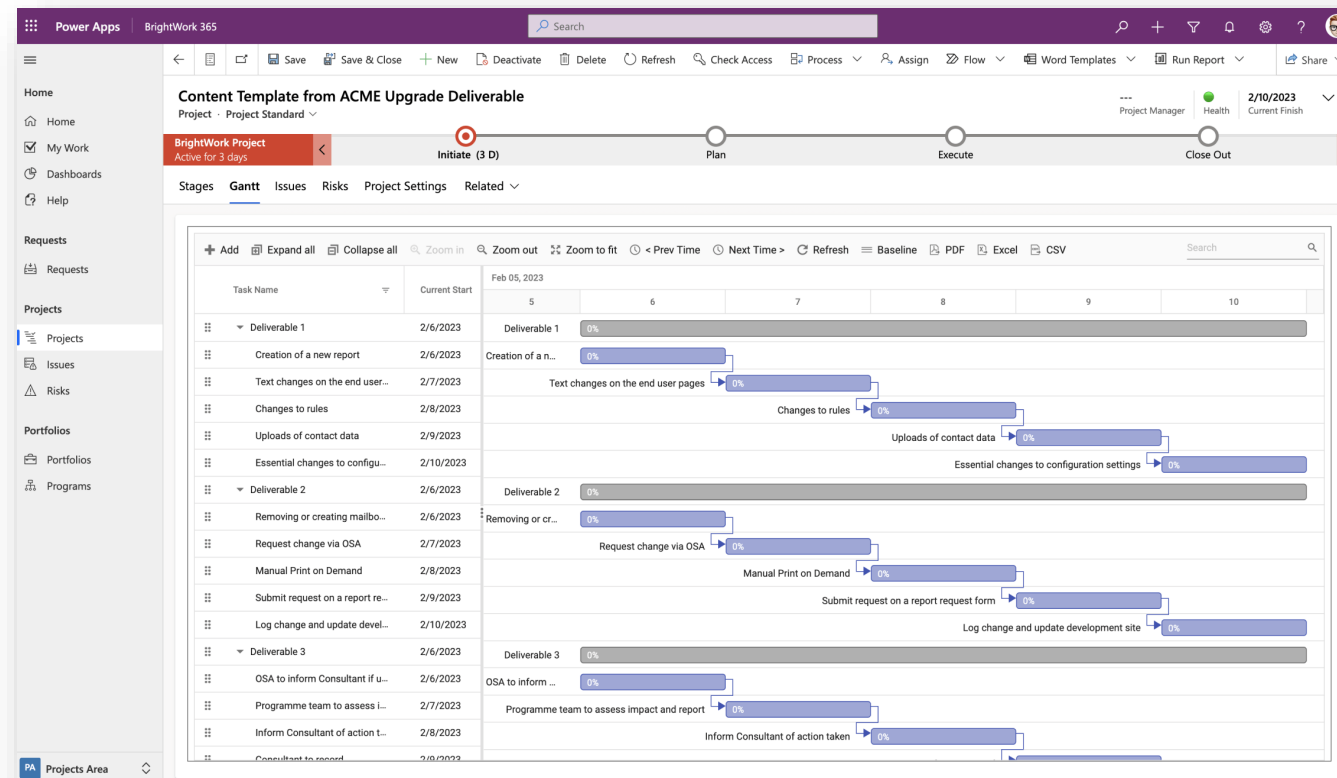 Power Apps BrightWork 365 Search
Save Save & Close New Deactivate Delete Refresh Check Access Process Assign Flow Word Templates Run Report Share
Home
Home
My Work
Dashboards
Help
Requests
Requests
Projects
Projects
Issues
Risks
Portfolios
Portfolios
Programs
PA Projects Area
Content Template from ACME Upgrade Deliverable
Project · Project Standard
---
Project Manager
Health
2/10/2023
Current Finish
BrightWork Project
Active for 3 days
Initiate (3 D) Plan Execute Close Out
Stages Gantt Issues Risks Project Settings Related
Add Expand all Collapse all Zoom in Zoom out Zoom to fit < Prev Time Next Time > Refresh Baseline PDF Excel CSV Search
Task Name Current Start Feb 05, 2023
5 6 7 8 9 10
Deliverable 1 2/6/2023 Deliverable 1 0%
Creation of a new report 2/6/2023 Creation of a n... 0%
Text changes on the end user... 2/7/2023 Text changes on the end user pages 0%
Changes to rules 2/8/2023 Changes to rules 0%
Uploads of contact data 2/9/2023 Uploads of contact data 0%
Essential changes to configu... 2/10/2023 Essential changes to configuration settings 0%
Deliverable 2 2/6/2023 Deliverable 2 0%
Removing or creating mailbo... 2/6/2023 Removing or cr... 0%
Request change via OSA 2/7/2023 Request change via OSA 0%
Manual Print on Demand 2/8/2023 Manual Print on Demand 0%
Submit request on a report re... 2/9/2023 Submit request on a report request form 0%
Log change and update devel... 2/10/2023 Log change and update development site 0%
Deliverable 3 2/6/2023 Deliverable 3 0%
OSA to inform Consultant if u... 2/6/2023 OSA to inform ... 0%
Programme team to assess i... 2/7/2023 Programme team to assess impact and report 0%
Inform Consultant of action t... 2/8/2023 Inform Consultant of action taken 0%
Consultant to record 2/9/2023